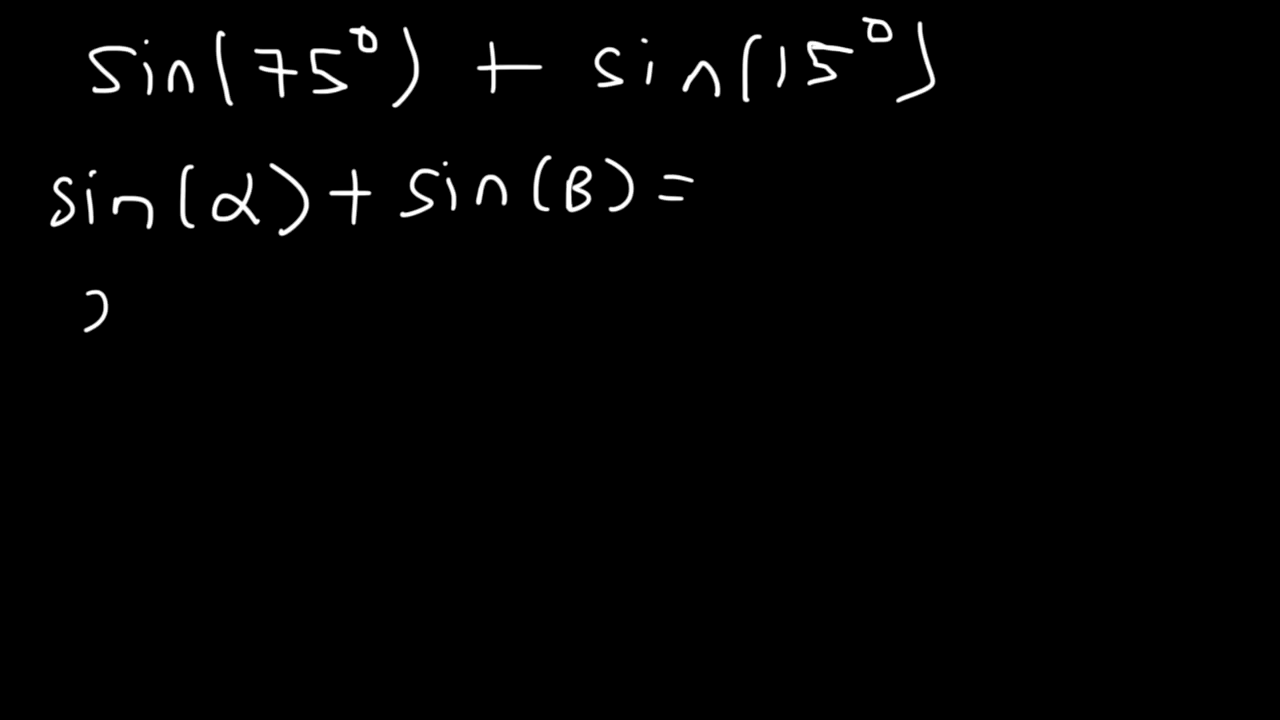 sin(75°) + sin(15°)
sin(α) + sin(β) =